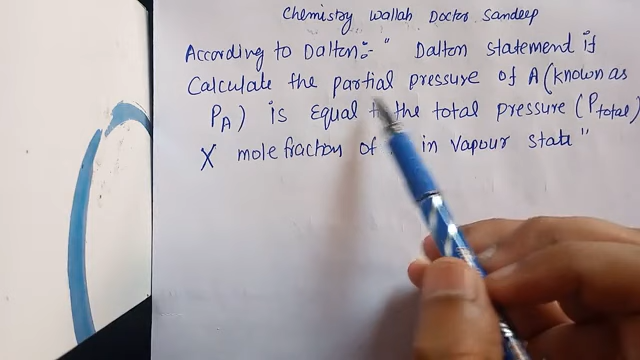 Chemistry Wallah Doctor Sandeep
According to Dalton:- " Dalton statement if
Calculate the partial pressure of A (known as
PA) is Equal to the total pressure (Ptotal)
X mole fraction of in Vapour state "